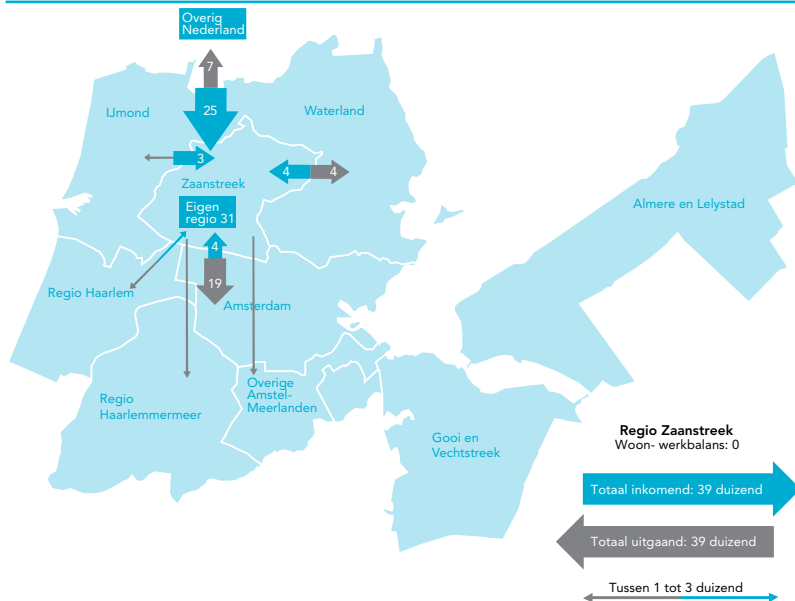 Overig
Nederland
7
25
IJmond
Waterland
3
4 4
Zaanstreek
Eigen
regio 31
4
19
Almere en Lelystad
Regio Haarlem
Amsterdam
Regio
Haarlemmermeer
Overige
Amstel-
Meerlanden
Gooi en
Vechtstreek
Regio Zaanstreek
Woon- werkbalans: 0
Totaal inkomend: 39 duizend
Totaal uitgaand: 39 duizend
Tussen 1 tot 3 duizend